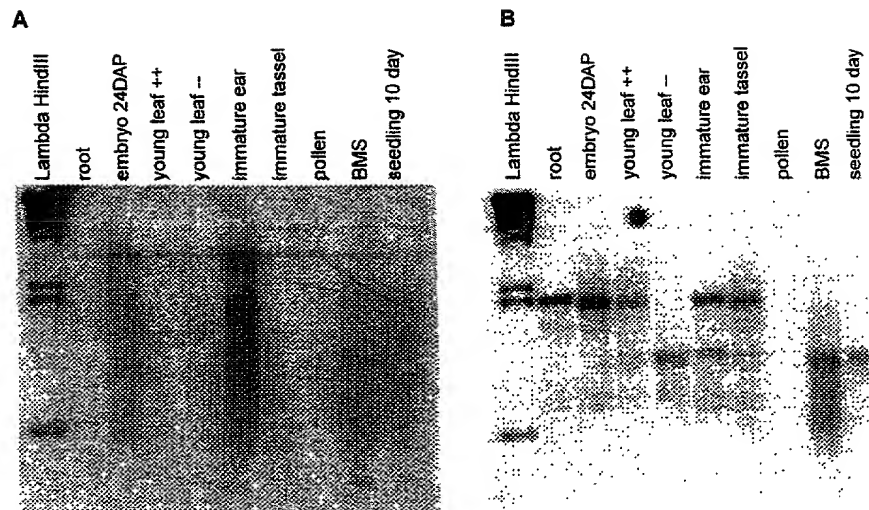 A
Lambda HindIII
root
embryo 24DAP
young leaf ++
young leaf --
immature ear
immature tassel
pollen
BMS
seedling 10 day
B
Lambda HindIII
root
embryo 24DAP
young leaf ++
young leaf --
immature ear
immature tassel
pollen
BMS
seedling 10 day